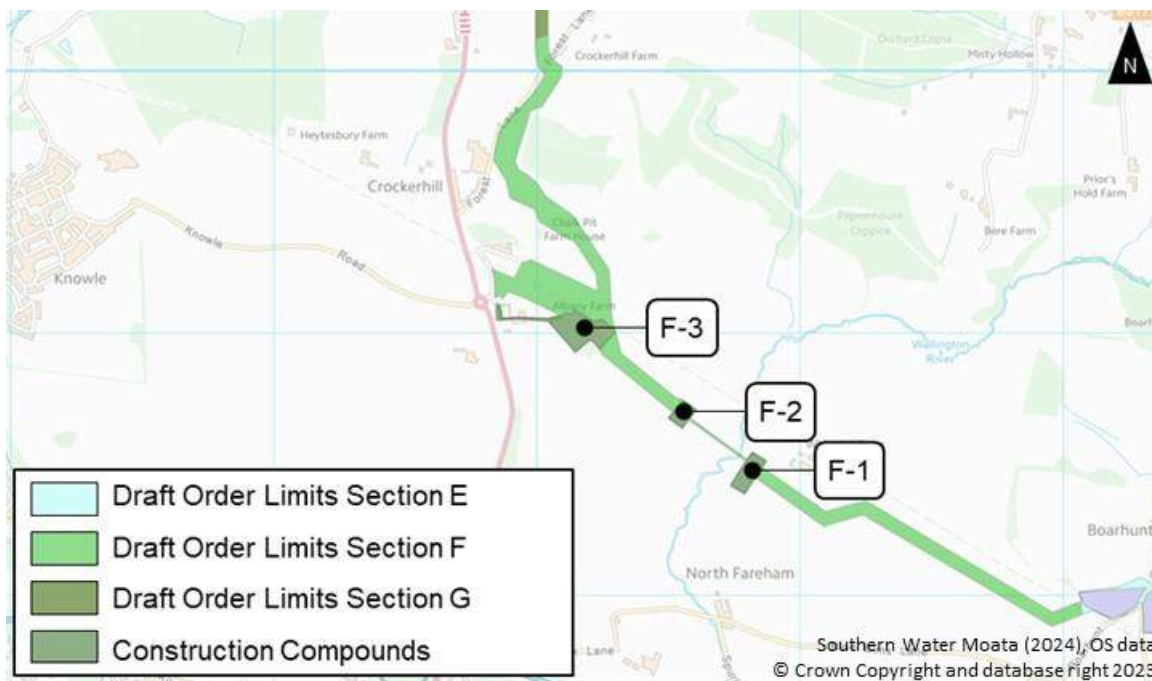 Forest Lane
Crockerhill Farm
Orchard Copse
Misty Hollow
N
Heytesbury Farm
Lane
Crockerhill
Forest
Prior's
Hold Farm
Chalk Pit
Farm House
Pigeonhouse
Coppice
Bere Farm
Knowle
Road
Knowle
Albany Farm
F-3
Wallington
River
F-2
F-1
Draft Order Limits Section E
Draft Order Limits Section F
Draft Order Limits Section G
Construction Compounds
Boarhunt
North Fareham
Lane
Southern Water Moata (2024), OS data
© Crown Copyright and database right 2023